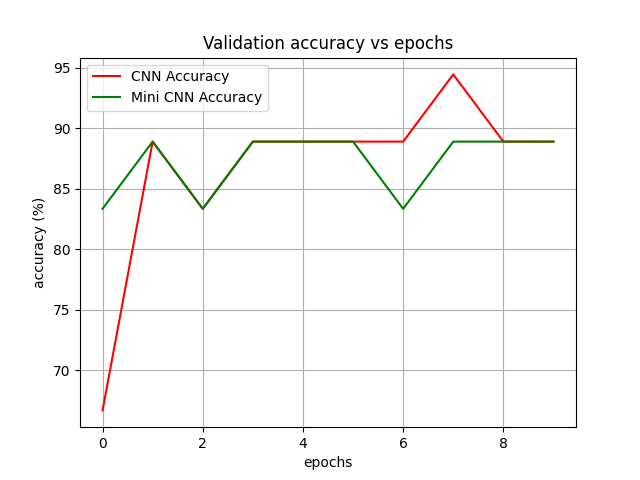 Validation accuracy vs epochs
CNN Accuracy
Mini CNN Accuracy
95
90
85
80
75
70
accuracy (%)
0 2 4 6 8
epochs